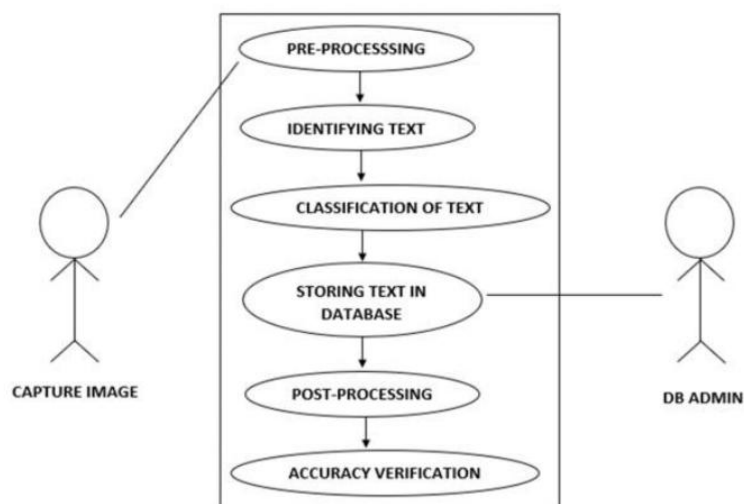 PRE-PROCESSSING
IDENTIFYING TEXT
CLASSIFICATION OF TEXT
STORING TEXT IN
DATABASE
CAPTURE IMAGE
POST-PROCESSING
DB ADMIN
ACCURACY VERIFICATION